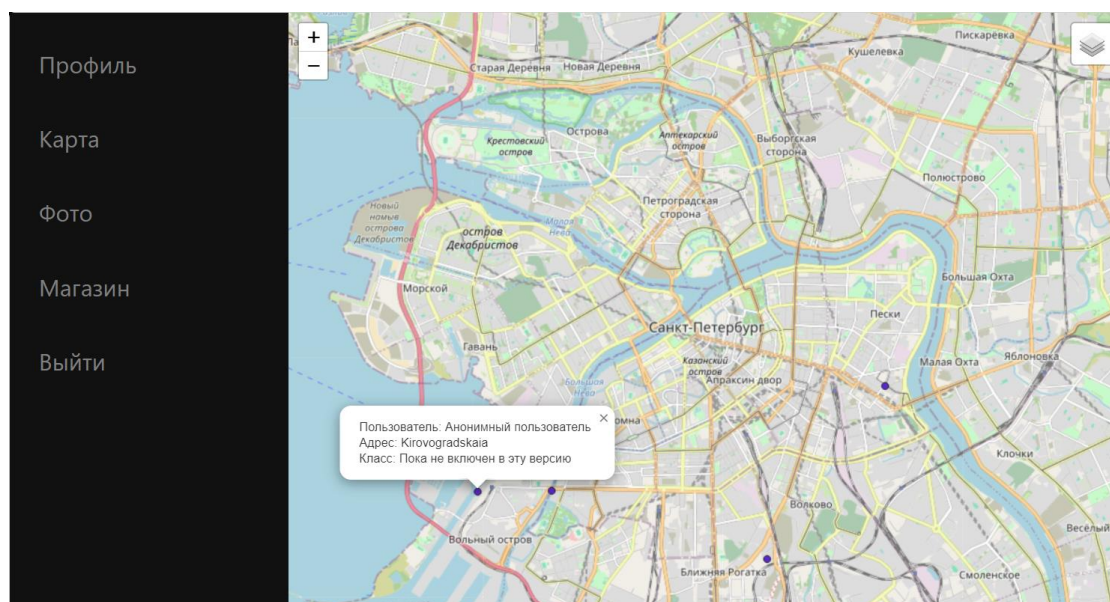 Профиль
Карта
Фото
Магазин
Выйти
+
−
Пискарёвка
Кушелевка
Старая Деревня
Новая Деревня
Крестовский
остров
Острова
Аптекарский
остров
Выборгская
сторона
Полюстрово
Петроградская
сторона
Новый
намыв
острова
Декабристов
остров
Декабристов
Малая
Нева
Большая Охта
Морской
Пески
Санкт-Петербург
Гавань
Казанский
остров
Малая Охта
Яблоновка
Апраксин двор
Большая
Нева
Пользователь: Анонимный пользователь
×
Адрес: Kirovogradskaia
Класс: Пока не включен в эту версию
омна
Клочки
Волково
Весёлый
Вольный остров
Ближняя Рогатка
Смоленское